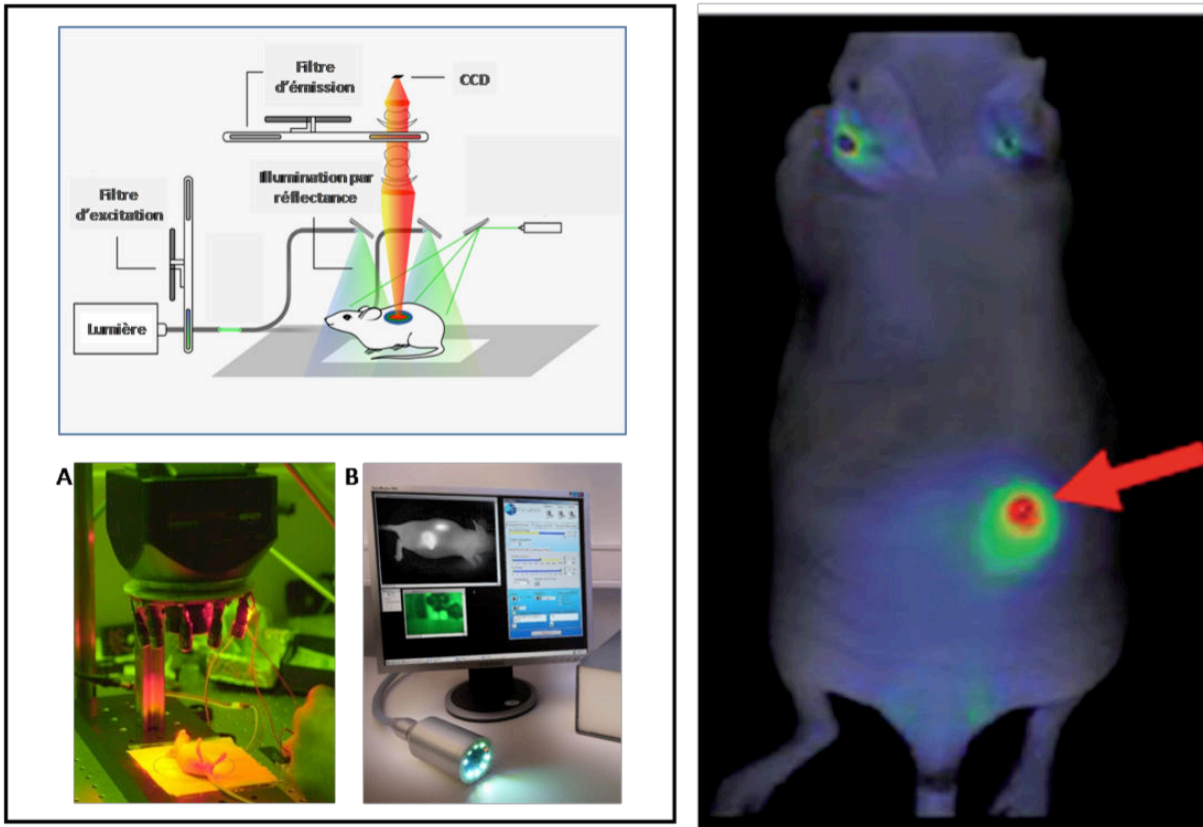 Filtre
d'émission
CCD
Illumination par
réflectance
Filtre
d'excitation
Lumière
A
B